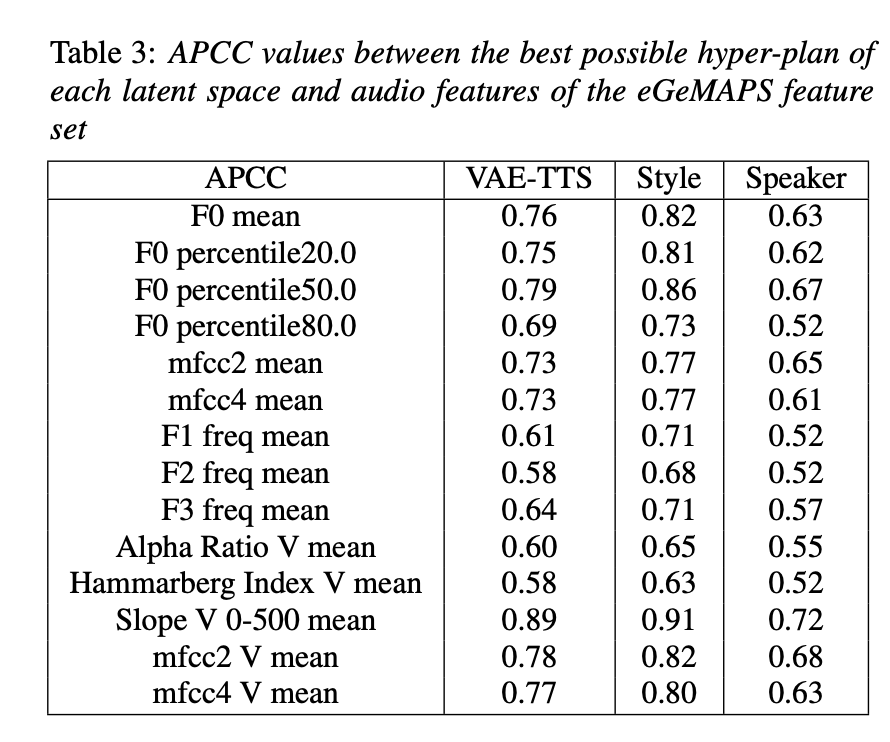 Table 3: APCC values between the best possible hyper-plan of
each latent space and audio features of the eGeMAPS feature
set
APCC VAE-TTS Style Speaker
F0 mean 0.76 0.82 0.63
F0 percentile20.0 0.75 0.81 0.62
F0 percentile50.0 0.79 0.86 0.67
F0 percentile80.0 0.69 0.73 0.52
mfcc2 mean 0.73 0.77 0.65
mfcc4 mean 0.73 0.77 0.61
F1 freq mean 0.61 0.71 0.52
F2 freq mean 0.58 0.68 0.52
F3 freq mean 0.64 0.71 0.57
Alpha Ratio V mean 0.60 0.65 0.55
Hammarberg Index V mean 0.58 0.63 0.52
Slope V 0-500 mean 0.89 0.91 0.72
mfcc2 V mean 0.78 0.82 0.68
mfcc4 V mean 0.77 0.80 0.63